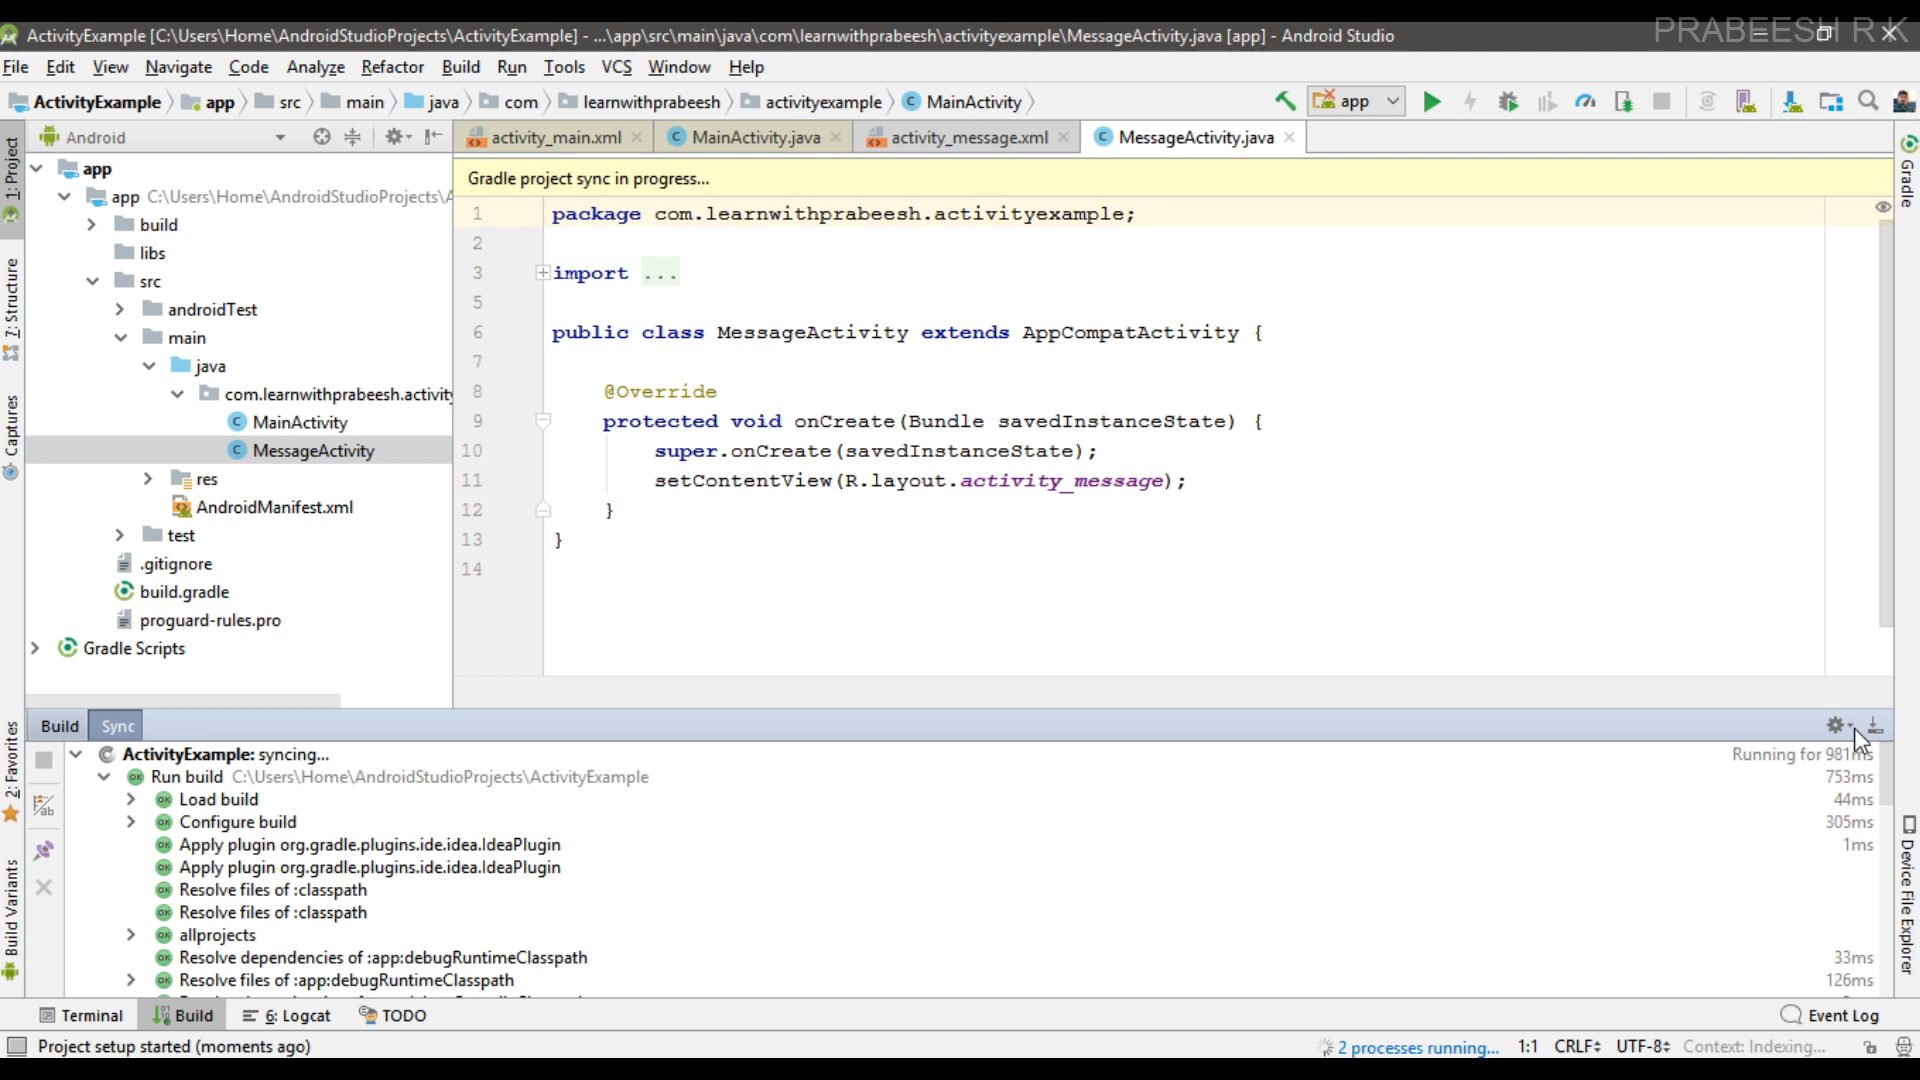 PRABEESH R K
ActivityExample [C:\Users\Home\AndroidStudioProjects\ActivityExample] - ...\app\src\main\java\com\learnwithprabeesh\activityexample\MessageActivity.java [app] - Android Studio
File Edit View Navigate Code Analyze Refactor Build Run Tools VCS Window Help
ActivityExample app src main java com learnwithprabeesh activityexample MainActivity app
Android
activity_main.xml MainActivity.java activity_message.xml MessageActivity.java
1: Project
7: Structure
Captures
2: Favorites
Build Variants
app
app C:\Users\Home\AndroidStudioProjects\A
build
libs
src
androidTest
main
java
com.learnwithprabeesh.activity
MainActivity
MessageActivity
res
AndroidManifest.xml
test
.gitignore
build.gradle
proguard-rules.pro
Gradle Scripts
Gradle project sync in progress...
1 package com.learnwithprabeesh.activityexample;
2
3 import ...
5
6 public class MessageActivity extends AppCompatActivity {
7
8 @Override
9 protected void onCreate(Bundle savedInstanceState) {
10 super.onCreate(savedInstanceState);
11 setContentView(R.layout.activity_message);
12 }
13 }
14
Gradle
Device File Explorer
Build Sync
ActivityExample: syncing... Running for 981ms
Run build C:\Users\Home\AndroidStudioProjects\ActivityExample 753ms
Load build 44ms
Configure build 305ms
Apply plugin org.gradle.plugins.ide.idea.IdeaPlugin 1ms
Apply plugin org.gradle.plugins.ide.idea.IdeaPlugin
Resolve files of :classpath
Resolve files of :classpath
allprojects
Resolve dependencies of :app:debugRuntimeClasspath 33ms
Resolve files of :app:debugRuntimeClasspath 126ms
Terminal Build 6: Logcat TODO Event Log
Project setup started (moments ago) 2 processes running... 1:1 CRLF UTF-8 Context: Indexing...